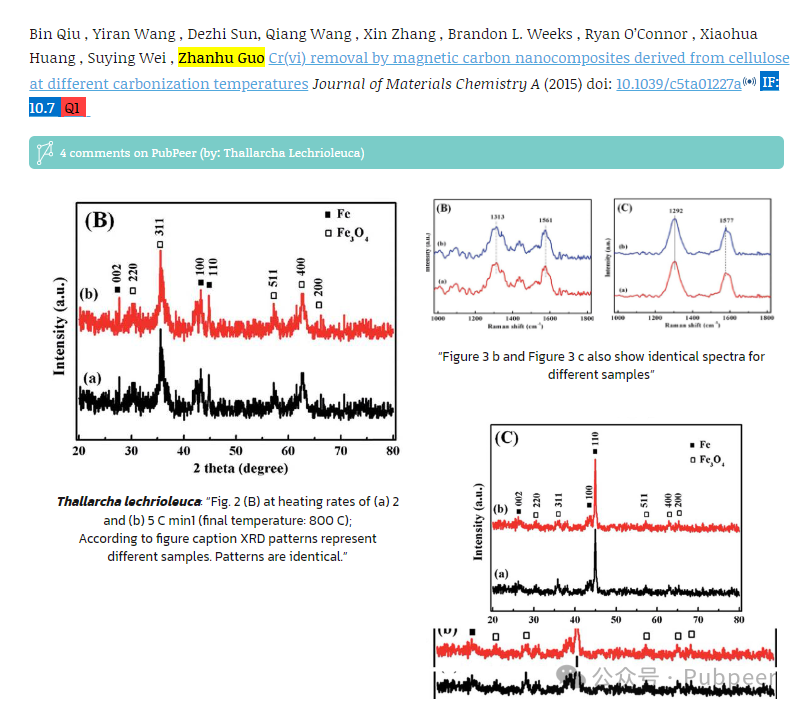 Bin Qiu , Yiran Wang , Dezhi Sun, Qiang Wang , Xin Zhang , Brandon L. Weeks , Ryan O’Connor , Xiaohua
Huang , Suying Wei , Zhanhu Guo Cr(vi) removal by magnetic carbon nanocomposites derived from cellulose
at different carbonization temperatures Journal of Materials Chemistry A (2015) doi: 10.1039/c5ta01227a IF:
10.7 Q1
4 comments on PubPeer (by: Thallarcha Lechrioleuca)
(B)
Fe
Fe3O4
311
002
220
100
110
511
400
200
(b)
(a)
Intensity (a.u.)
20 30 40 50 60 70 80
2 theta (degree)
Thallarcha lechrioleuca: “Fig. 2 (B) at heating rates of (a) 2
and (b) 5 C min1 (final temperature: 800 C);
According to figure caption XRD patterns represent
different samples. Patterns are identical.”
(B)
1313
1561
(b)
(a)
Intensity (a.u.)
1000 1200 1400 1600 1800
Raman shift (cm-1)
(C)
1292
1577
(b)
(a)
Intensity (a.u.)
1000 1200 1400 1600 1800
Raman shift (cm-1)
“Figure 3 b and Figure 3 c also show identical spectra for
different samples”
(C)
110
Fe
Fe3O4
002
220
311
100
511
400
200
(b)
(a)
Intensity (a.u.)
20 30 40 50 60 70 80
(b)
公众号 · Pubpeer